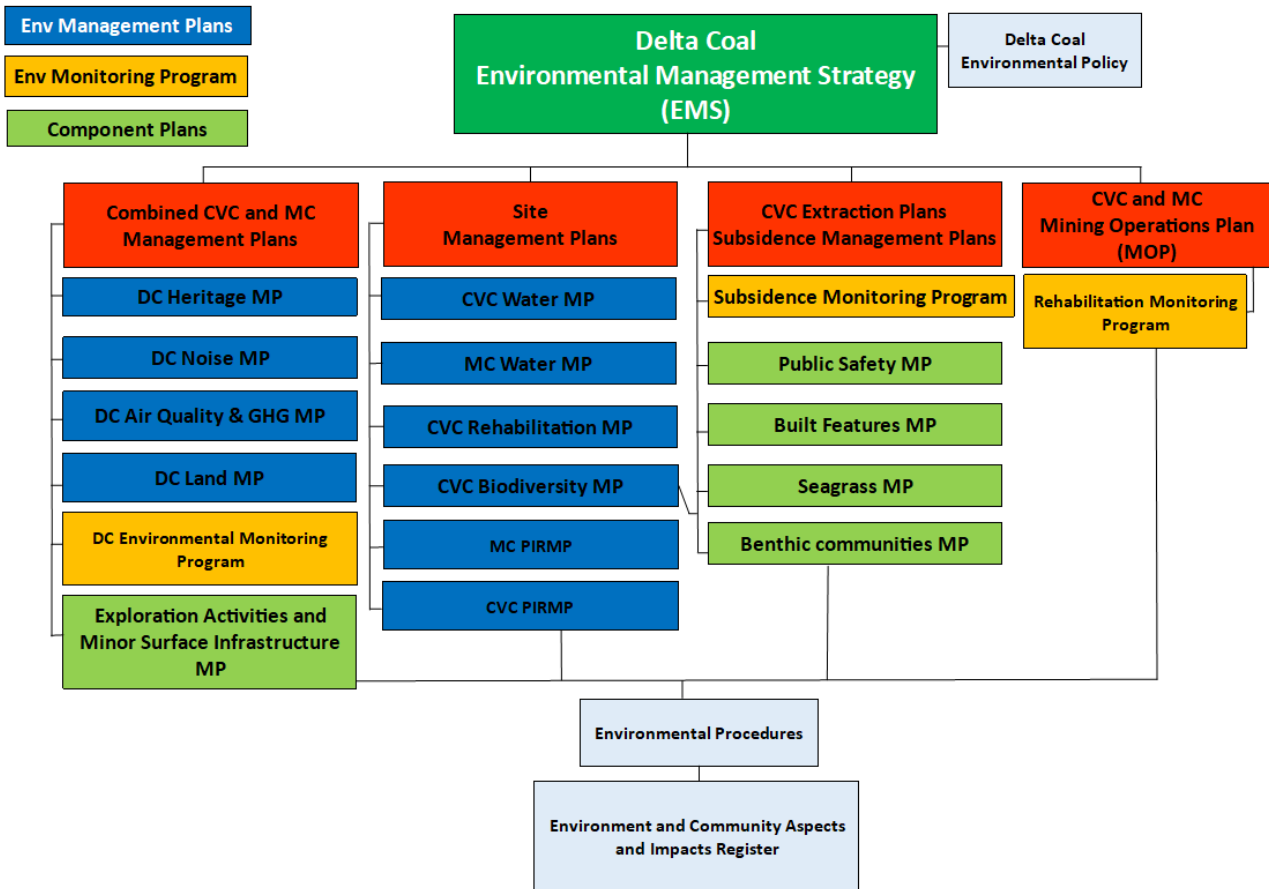 Env Management Plans
Env Monitoring Program
Component Plans
Delta Coal
Environmental Management Strategy
(EMS)
Delta Coal
Environmental Policy
Combined CVC and MC
Management Plans
DC Heritage MP
DC Noise MP
DC Air Quality & GHG MP
DC Land MP
DC Environmental Monitoring
Program
Exploration Activities and
Minor Surface Infrastructure
MP
Site
Management Plans
CVC Water MP
MC Water MP
CVC Rehabilitation MP
CVC Biodiversity MP
MC PIRMP
CVC PIRMP
CVC Extraction Plans
Subsidence Management Plans
Subsidence Monitoring Program
Public Safety MP
Built Features MP
Seagrass MP
Benthic communities MP
CVC and MC
Mining Operations Plan
(MOP)
Rehabilitation Monitoring
Program
Environmental Procedures
Environment and Community Aspects
and Impacts Register